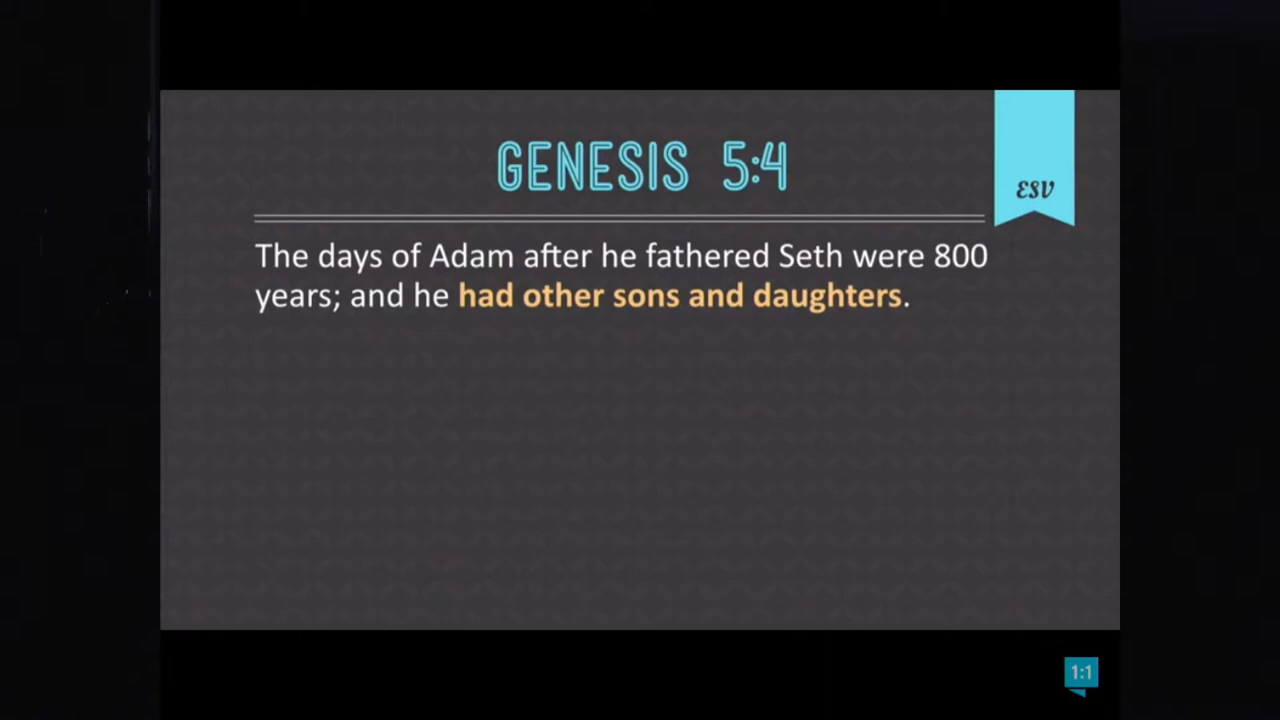 GENESIS 5:4
ESV
The days of Adam after he fathered Seth were 800
years; and he had other sons and daughters.
1:1